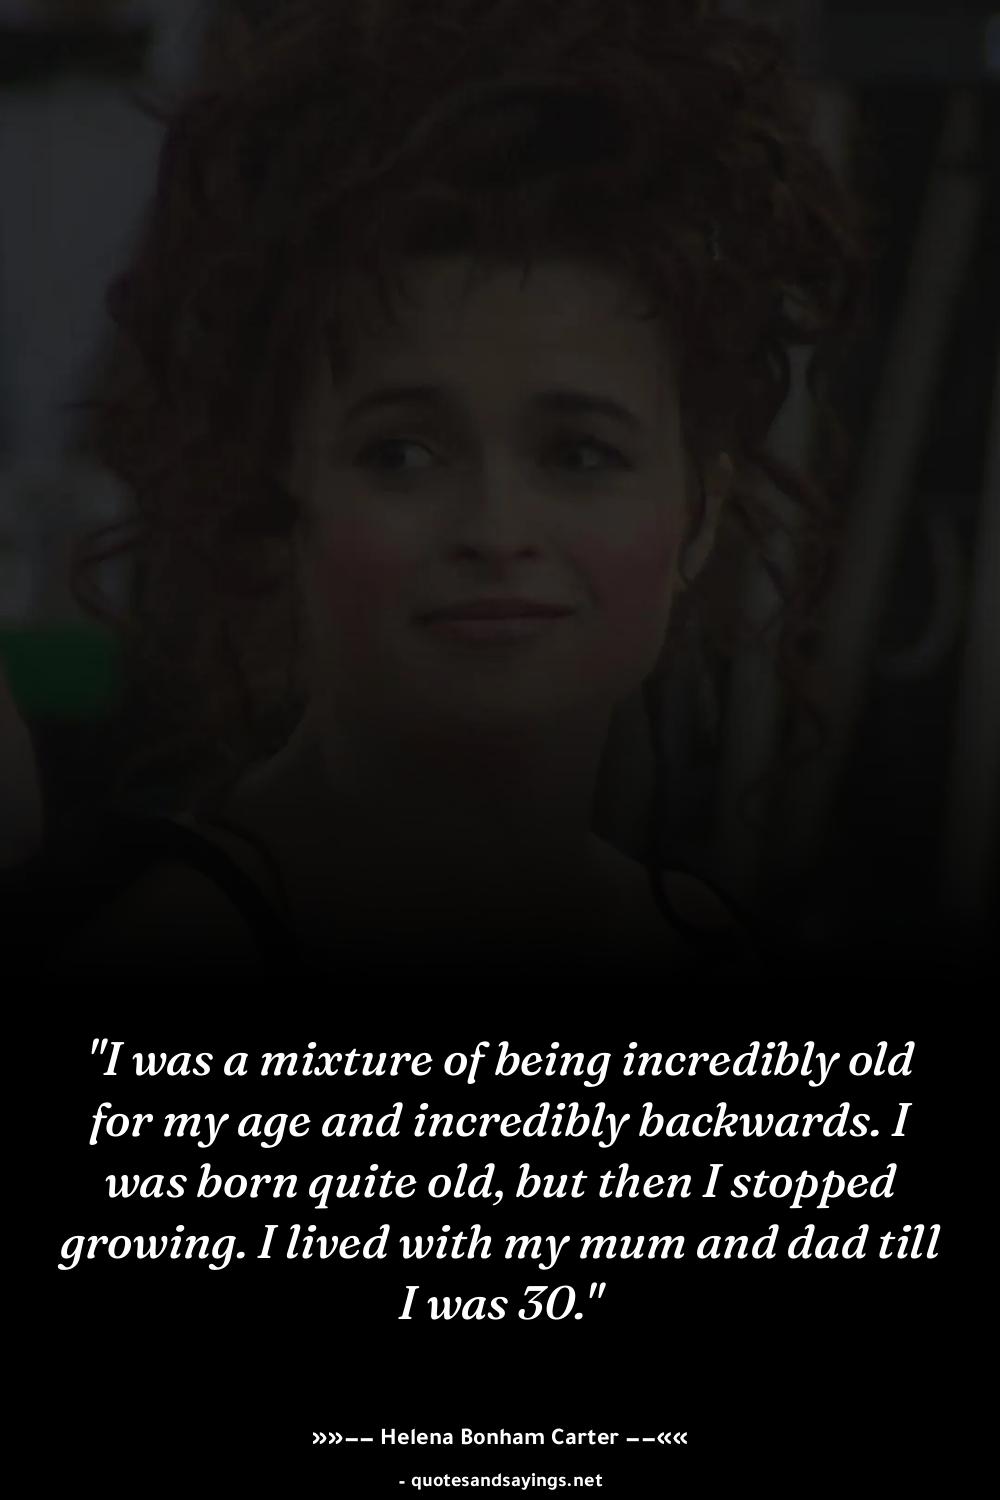 "I was a mixture of being incredibly old
for my age and incredibly backwards. I
was born quite old, but then I stopped
growing. I lived with my mum and dad till
I was 30."
»»−− Helena Bonham Carter −−««
- quotesandsayings.net